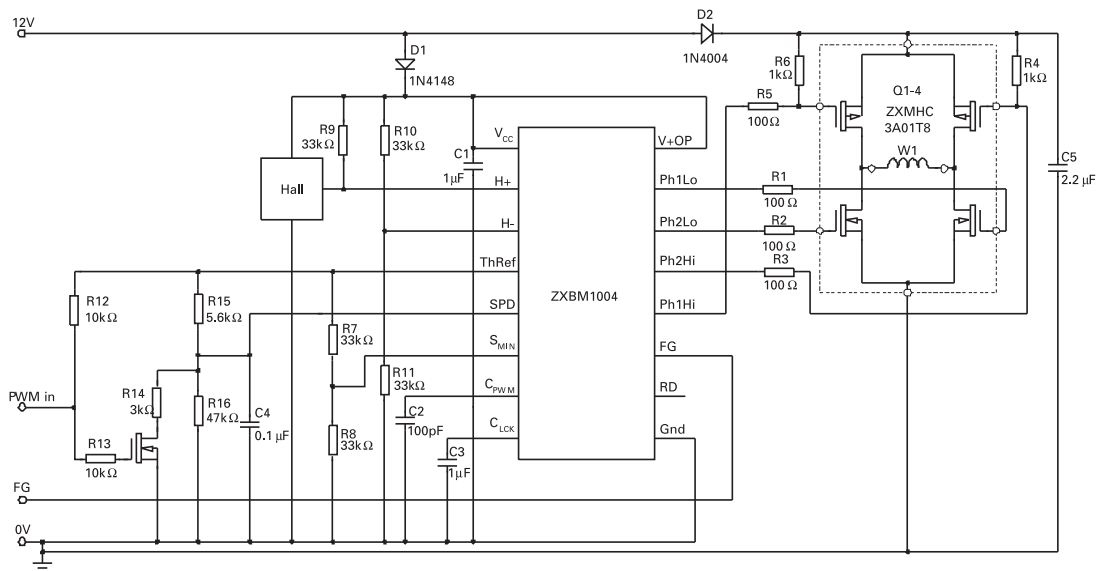 12V
D2
1N4004
D1
1N4148
R6
1kΩ
R4
1kΩ
Q1-4
ZXMHC
3A01T8
R5
100Ω
R9
33kΩ
R10
33kΩ
C1
1μF
VCC
V+OP
W1
C5
2.2 μF
Hall
H+
Ph1Lo
R1
100 Ω
H-
Ph2Lo
R2
100 Ω
ThRef
Ph2Hi
R3
100 Ω
ZXBM1004
R12
10kΩ
R15
5.6kΩ
SPD
Ph1Hi
R7
33kΩ
SMIN
FG
R11
33kΩ
CPWM
RD
PWM in
R14
3kΩ
R16
47kΩ
C4
0.1 μF
C2
100pF
R8
33kΩ
CLCK
Gnd
R13
10kΩ
C3
1μF
FG
0V